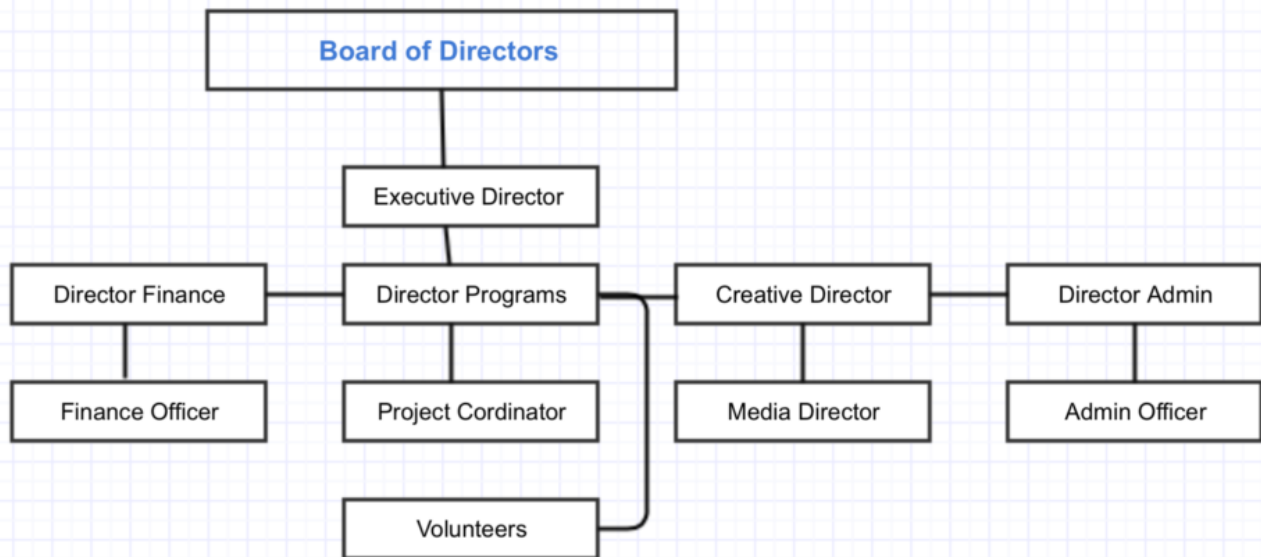 Board of Directors
Executive Director
Director Finance
Director Programs
Creative Director
Director Admin
Finance Officer
Project Cordinator
Media Director
Admin Officer
Volunteers